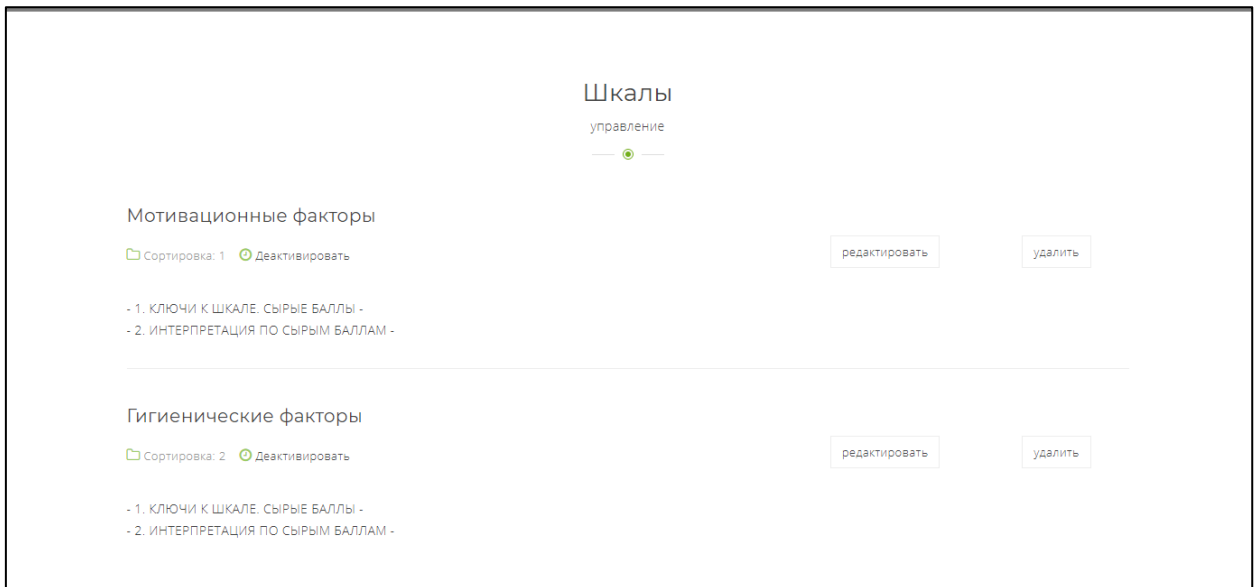 Шкалы
управление
Мотивационные факторы
Сортировка: 1 Деактивировать
редактировать
удалить
- 1. КЛЮЧИ К ШКАЛЕ. СЫРЫЕ БАЛЛЫ -
- 2. ИНТЕРПРЕТАЦИЯ ПО СЫРЫМ БАЛЛАМ -
Гигиенические факторы
Сортировка: 2 Деактивировать
редактировать
удалить
- 1. КЛЮЧИ К ШКАЛЕ. СЫРЫЕ БАЛЛЫ -
- 2. ИНТЕРПРЕТАЦИЯ ПО СЫРЫМ БАЛЛАМ -